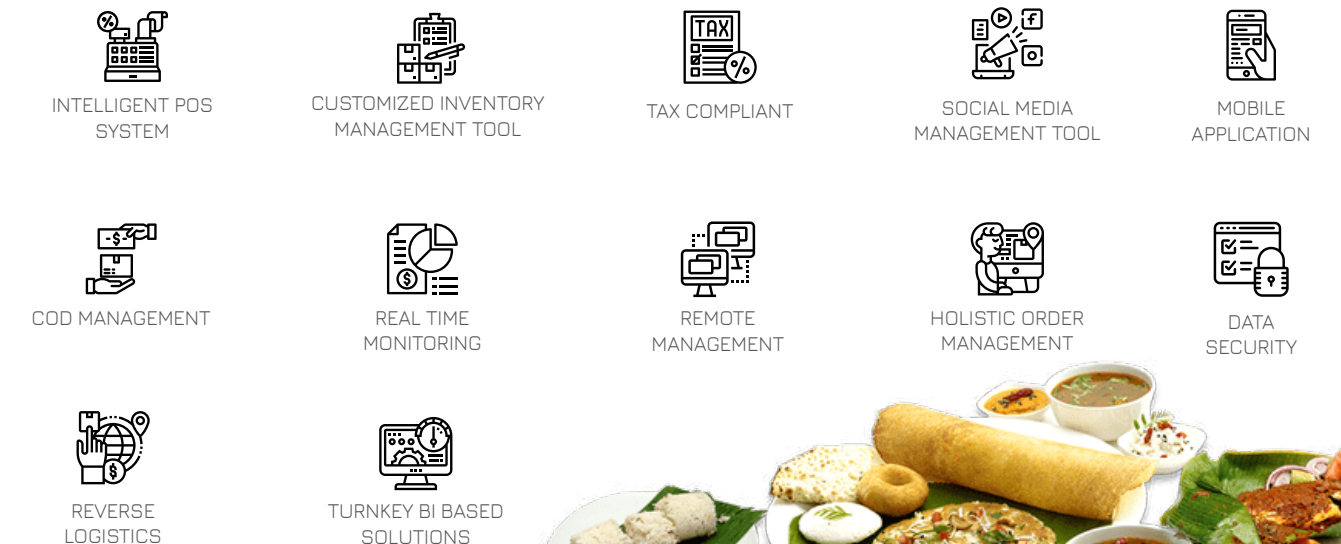 INTELLIGENT POS
SYSTEM
CUSTOMIZED INVENTORY
MANAGEMENT TOOL
TAX
TAX COMPLIANT
SOCIAL MEDIA
MANAGEMENT TOOL
MOBILE
APPLICATION
COD MANAGEMENT
REAL TIME
MONITORING
REMOTE
MANAGEMENT
HOLISTIC ORDER
MANAGEMENT
DATA
SECURITY
REVERSE
LOGISTICS
TURNKEY BI BASED
SOLUTIONS